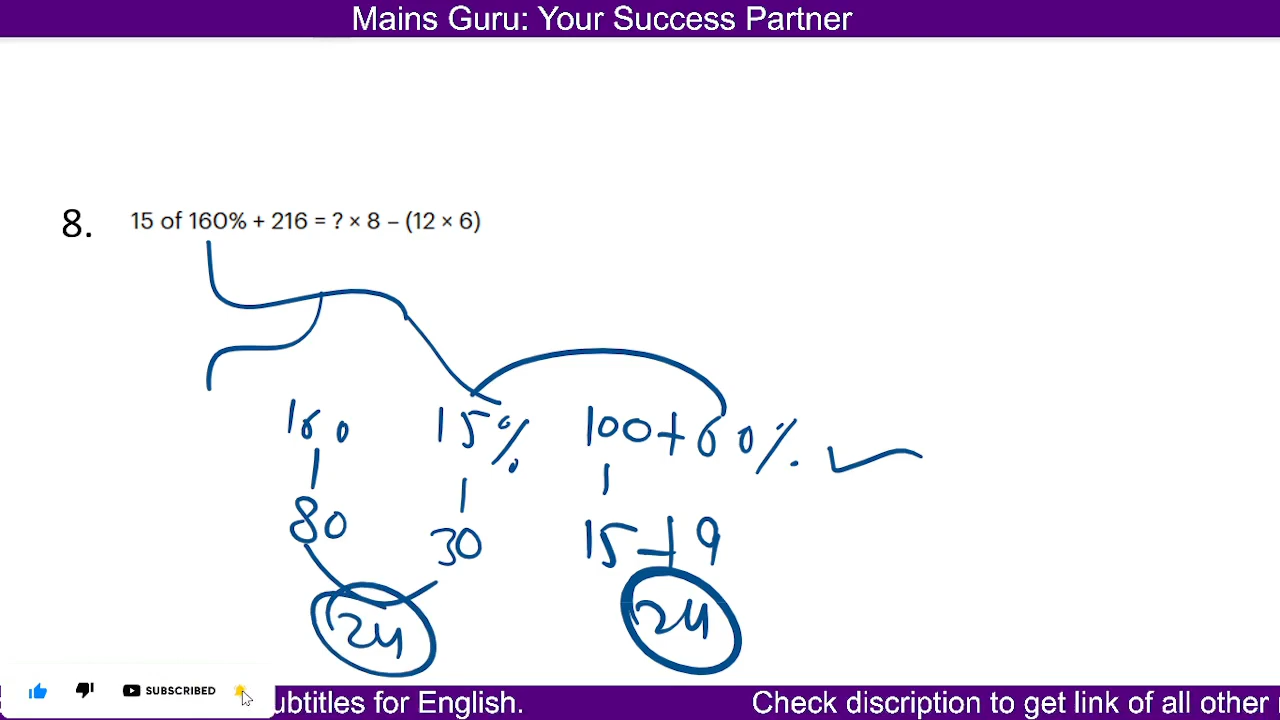 Mains Guru: Your Success Partner
8. 15 of 160% + 216 = ? × 8 – (12 × 6)
160 15% 100+60%
80 30 15+9
24 24
SUBSCRIBED
ubtitles for English. Check discription to get link of all other